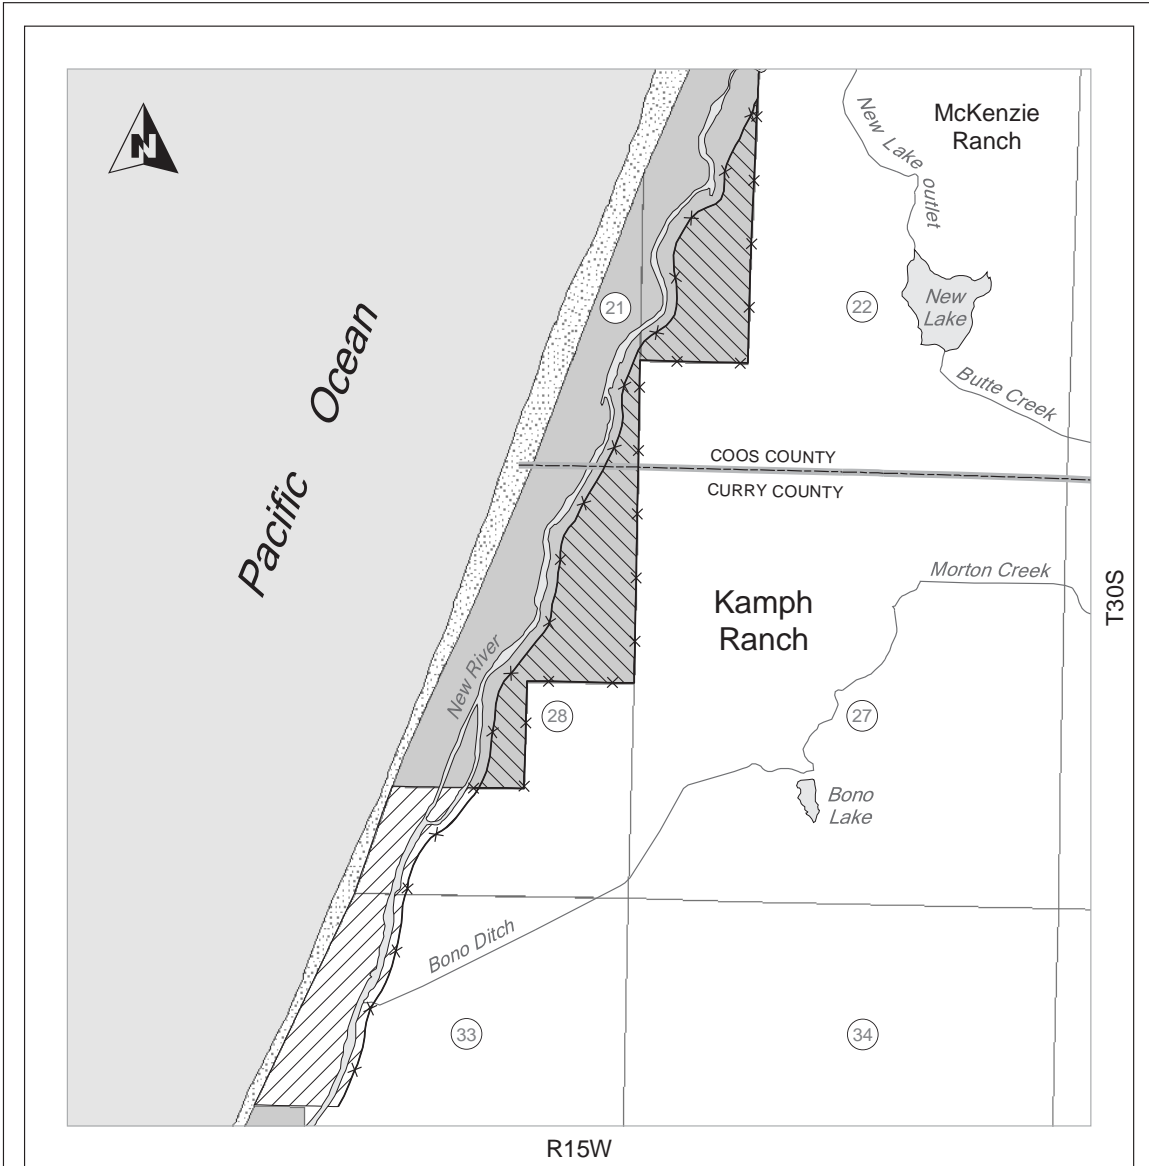 N
McKenzie
Ranch
New Lake outlet
New
Lake
21
22
Pacific Ocean
Butte Creek
COOS COUNTY
CURRY COUNTY
Morton Creek
Kamph
Ranch
T30S
New River
28
27
Bono
Lake
Bono Ditch
33
34
R15W